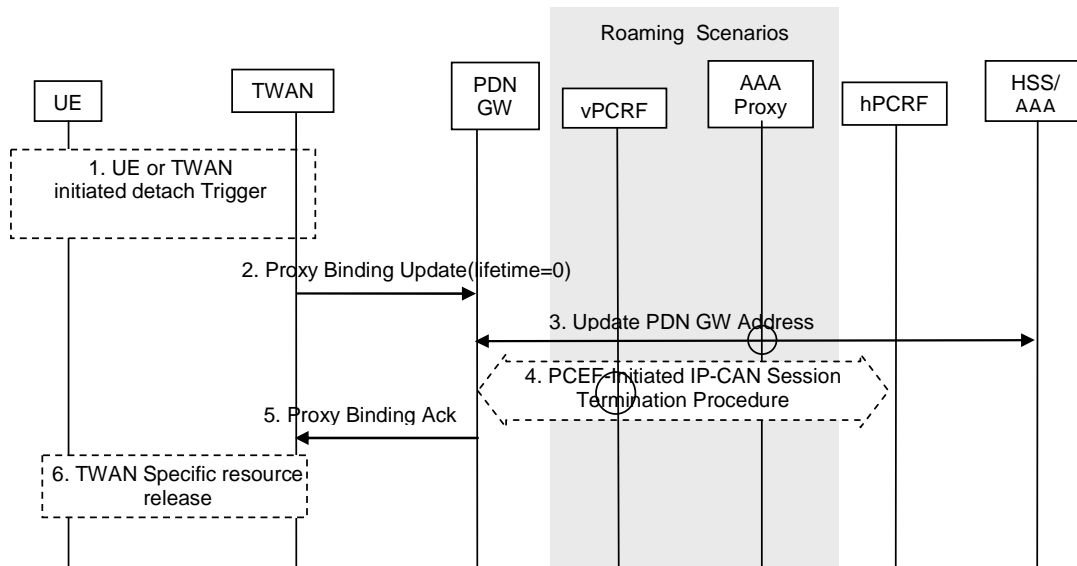 Roaming Scenarios
UE
TWAN
PDN
GW
vPCRF
AAA
Proxy
hPCRF
HSS/
AAA
1. UE or TWAN
initiated detach Trigger
2. Proxy Binding Update(lifetime=0)
3. Update PDN GW Address
4. PCEF-Initiated IP-CAN Session
Termination Procedure
5. Proxy Binding Ack
6. TWAN Specific resource
release